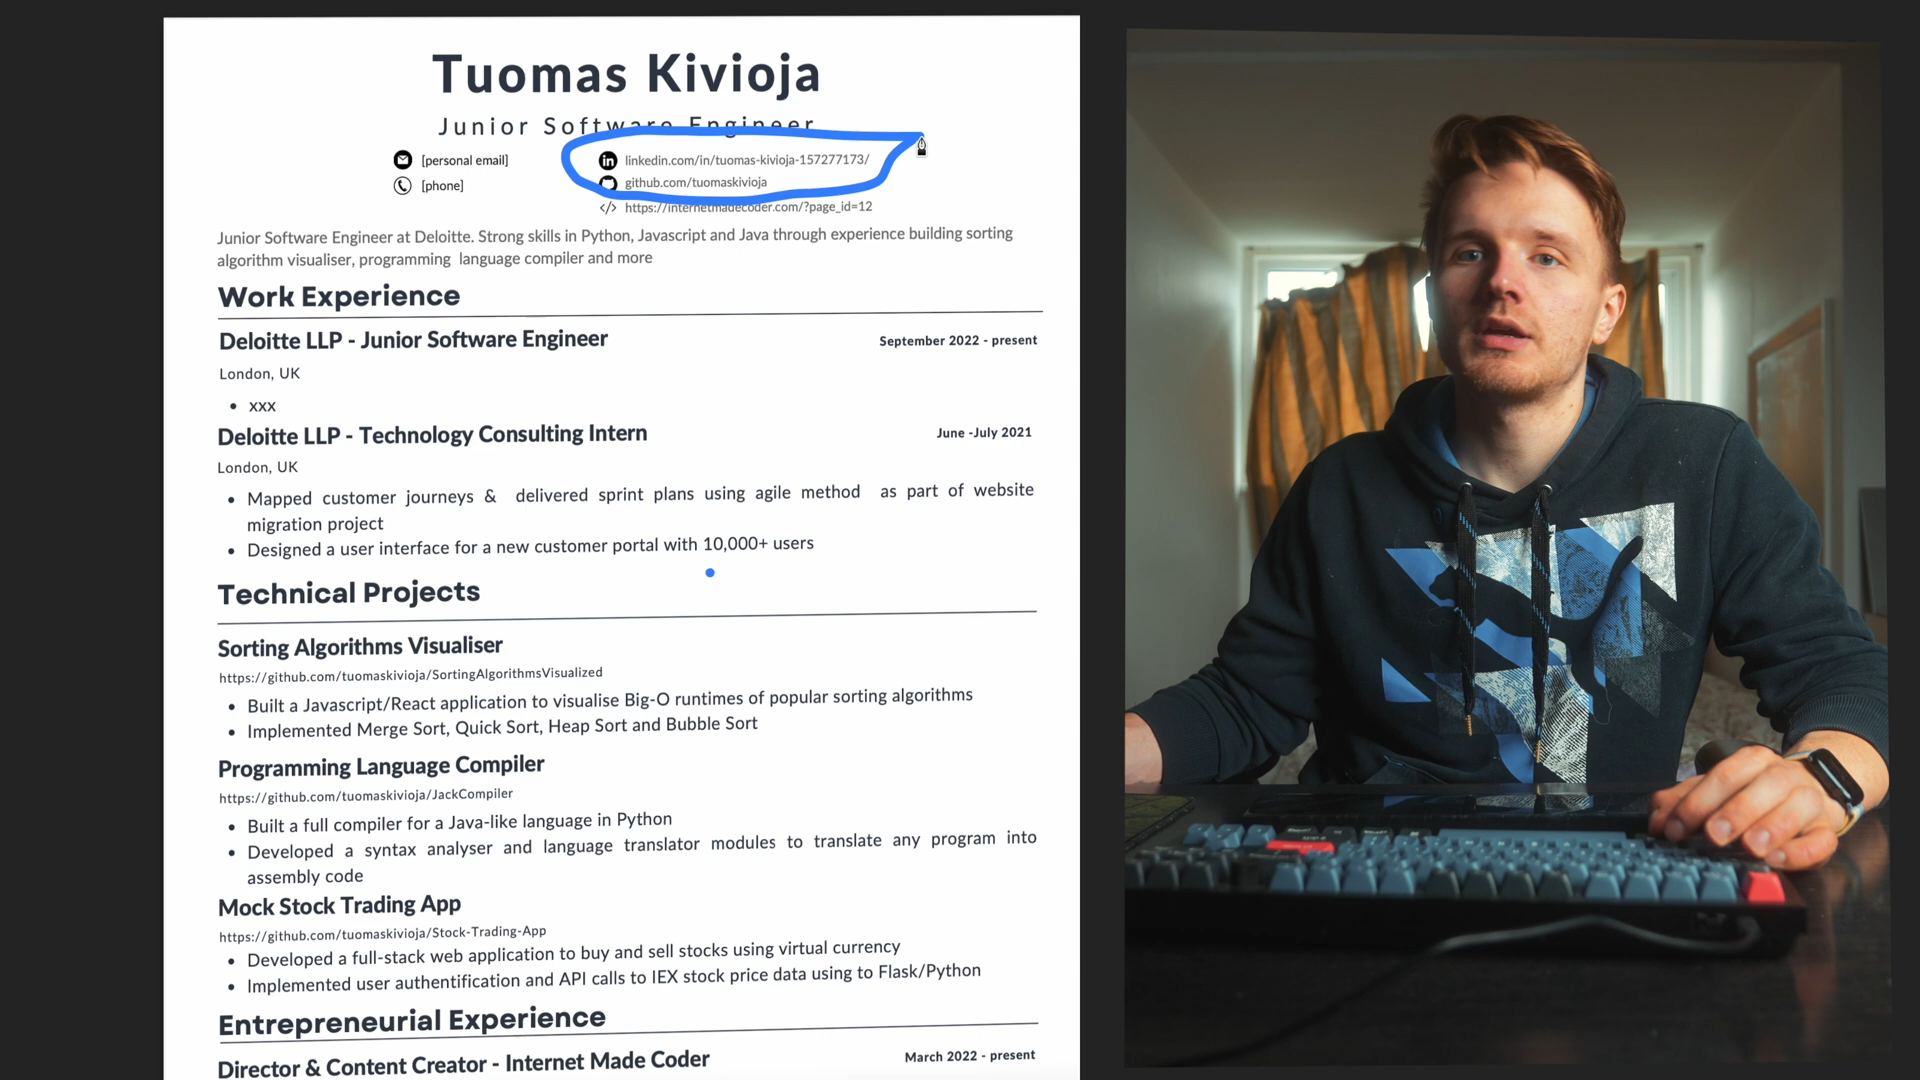 Tuomas Kivioja
Junior Software Engineer
[personal email]
linkedin.com/in/tuomas-kivioja-157277173/
[phone]
github.com/tuomaskivioja
</> https://internetmadecoder.com/?page_id=12
Junior Software Engineer at Deloitte. Strong skills in Python, Javascript and Java through experience building sorting
algorithm visualiser, programming language compiler and more
Work Experience
Deloitte LLP - Junior Software Engineer
September 2022 - present
London, UK
• xxx
Deloitte LLP - Technology Consulting Intern
June -July 2021
London, UK
• Mapped customer journeys & delivered sprint plans using agile method as part of website
migration project
• Designed a user interface for a new customer portal with 10,000+ users
Technical Projects
Sorting Algorithms Visualiser
https://github.com/tuomaskivioja/SortingAlgorithmsVisualized
• Built a Javascript/React application to visualise Big-O runtimes of popular sorting algorithms
• Implemented Merge Sort, Quick Sort, Heap Sort and Bubble Sort
Programming Language Compiler
https://github.com/tuomaskivioja/JackCompiler
• Built a full compiler for a Java-like language in Python
• Developed a syntax analyser and language translator modules to translate any program into
assembly code
Mock Stock Trading App
https://github.com/tuomaskivioja/Stock-Trading-App
• Developed a full-stack web application to buy and sell stocks using virtual currency
• Implemented user authentification and API calls to IEX stock price data using to Flask/Python
Entrepreneurial Experience
Director & Content Creator - Internet Made Coder
March 2022 - present